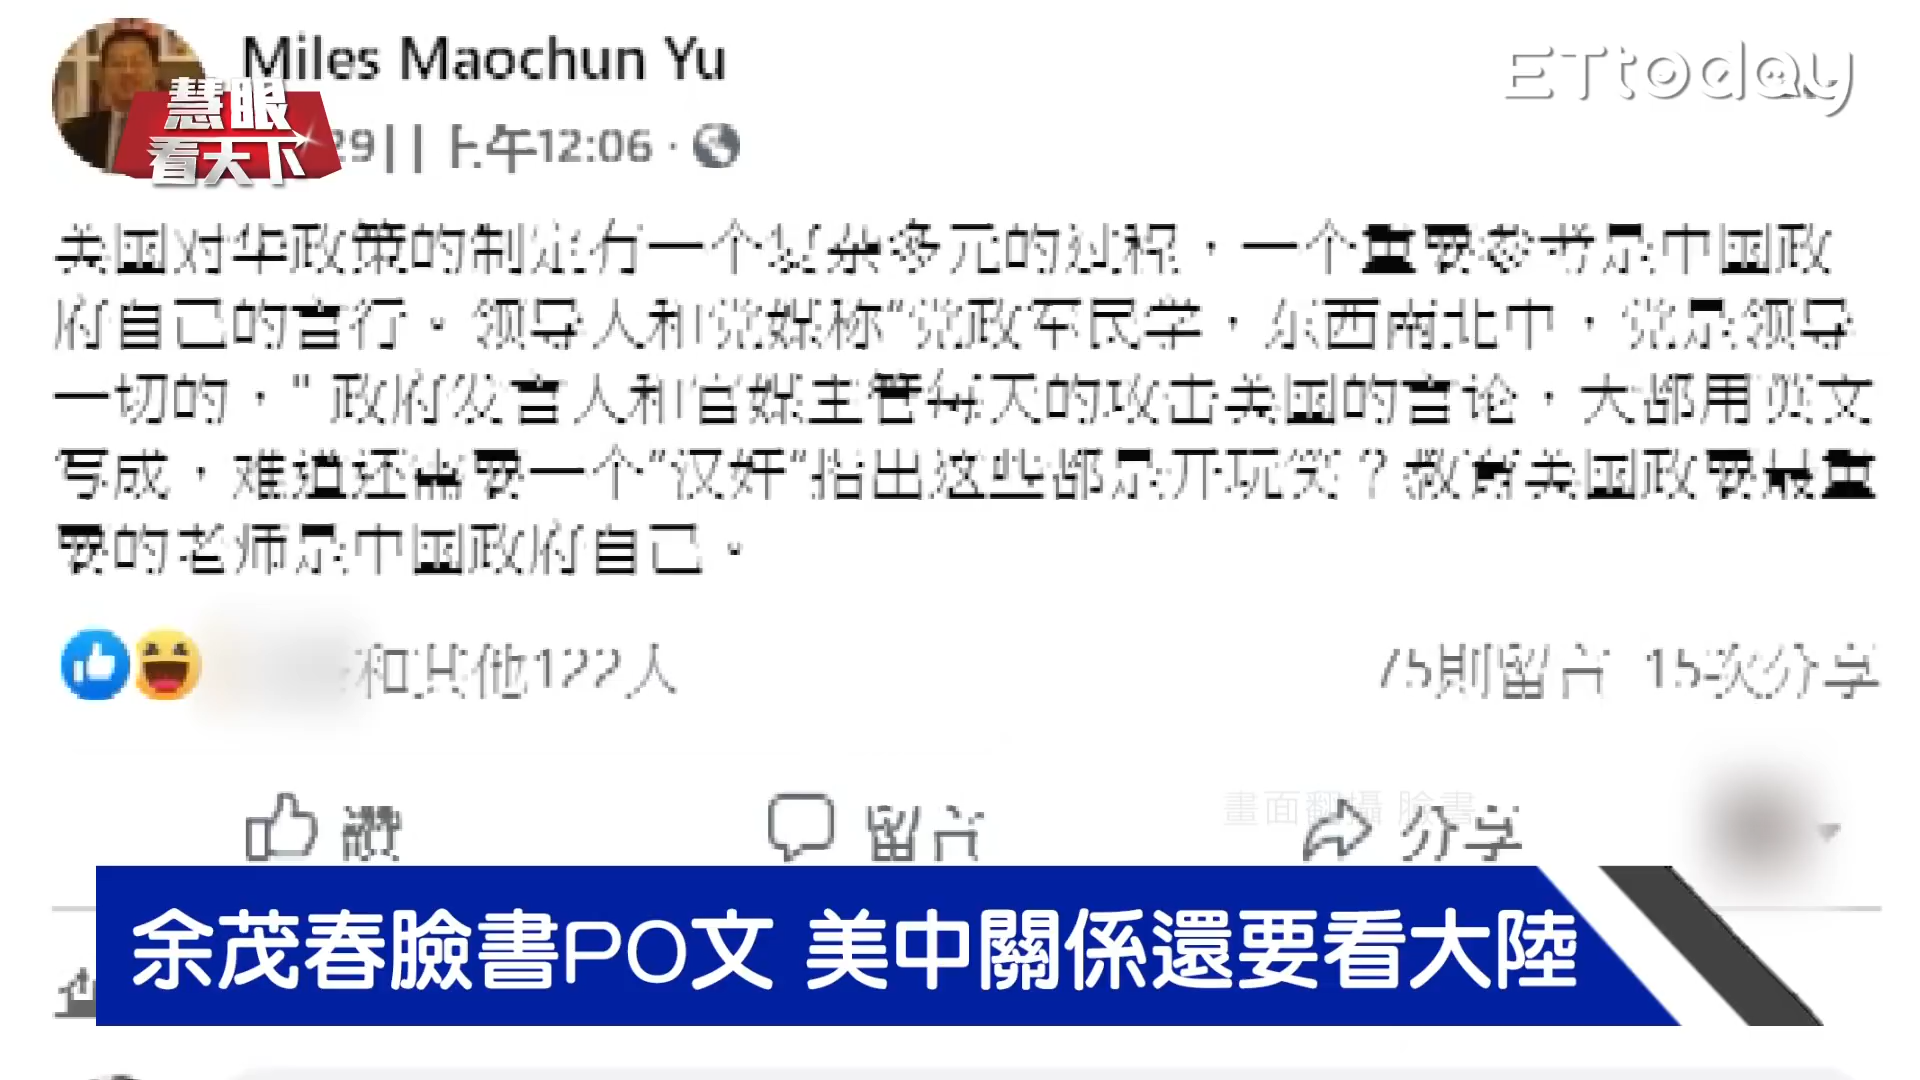 Miles Maochun Yu
ETtoday
慧眼
看天下
29日 上午12:06 ·
美国对华政策的制定有一个复杂多元的过程，一个重要参考是中国政
府自己的言行。领导人和党媒称“党政军民学，东西南北中，党是领导
一切的，" 政府发言人和官媒主管每天的攻击美国的言论，大都用英文
写成，难道还需要一个“汉奸“指出这些都是开玩笑？教育美国政要最重
要的老师是中国政府自己。
和其他122人
75則留言 15次分享
讚
留言
分享
畫面翻攝 臉書
余茂春臉書PO文 美中關係還要看大陸